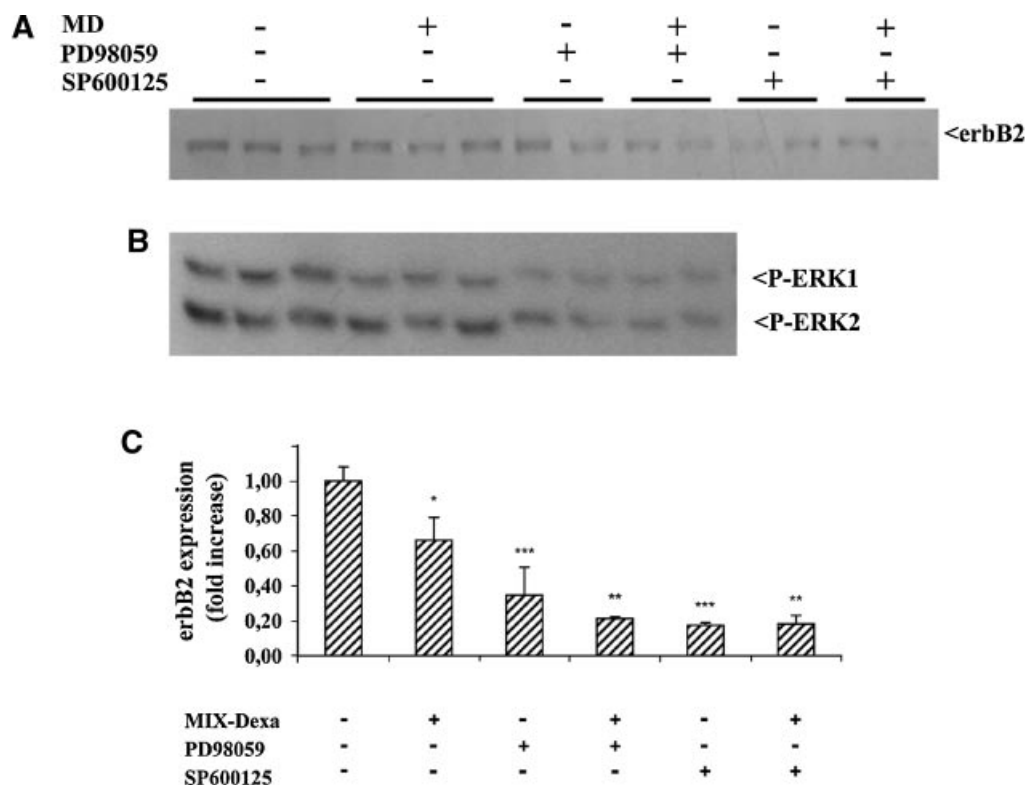 A
MD - + - + - +
PD98059 - - + + - -
SP600125 - - - - + +
<erbB2
B
<P-ERK1
<P-ERK2
C
erbB2 expression
(fold increase)
1,00
0,80
0,60
0,40
0,20
0,00
*
***
**
***
**
MIX-Dexa - + - + - +
PD98059 - - + + - -
SP600125 - - - - + +